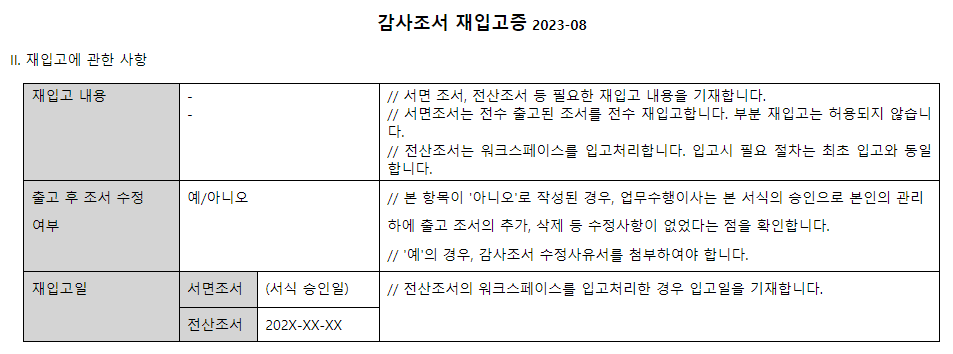 감사조서 재입고증 2023-08
II. 재입고에 관한 사항
재입고 내용
-
-
// 서면 조서, 전산조서 등 필요한 재입고 내용을 기재합니다.
// 서면조서는 전수 출고된 조서를 전수 재입고합니다. 부분 재입고는 허용되지 않습니
다.
// 전산조서는 워크스페이스를 입고처리합니다. 입고시 필요 절차는 최초 입고와 동일
합니다.
출고 후 조서 수정
여부
예/아니오
// 본 항목이 '아니오'로 작성된 경우, 업무수행이사는 본 서식의 승인으로 본인의 관리
하에 출고 조서의 추가, 삭제 등 수정사항이 없었다는 점을 확인합니다.
// '예'의 경우, 감사조서 수정사유서를 첨부하여야 합니다.
재입고일
서면조서
(서식 승인일)
// 전산조서의 워크스페이스를 입고처리한 경우 입고일을 기재합니다.
전산조서
202X-XX-XX